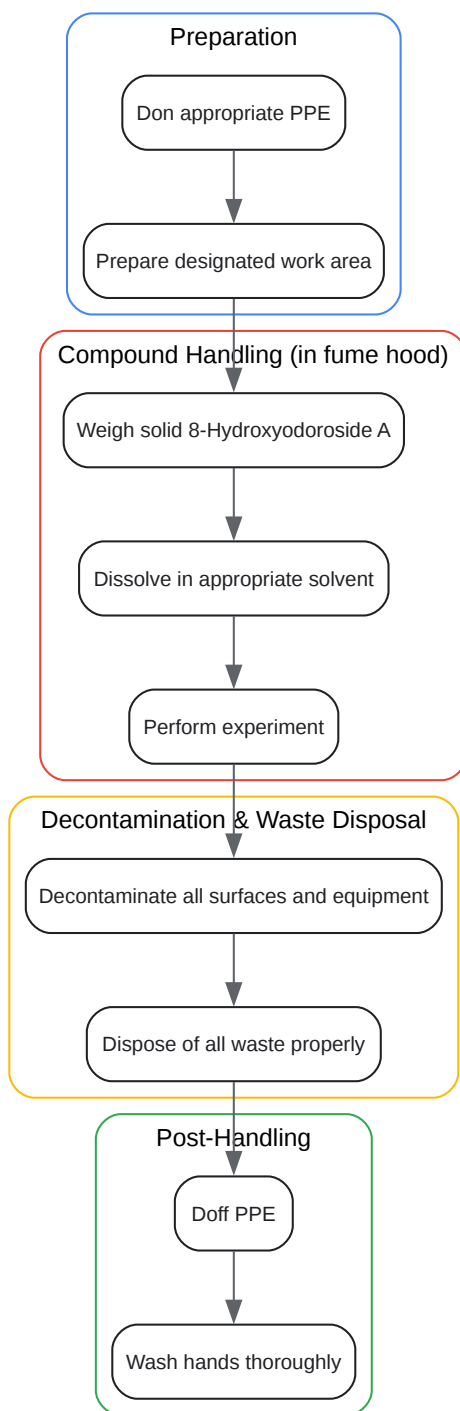 Preparation
Don appropriate PPE
Prepare designated work area
Compound Handling (in fume hood)
Weigh solid 8-Hydroxyodoroside A
Dissolve in appropriate solvent
Perform experiment
Decontamination & Waste Disposal
Decontaminate all surfaces and equipment
Dispose of all waste properly
Post-Handling
Doff PPE
Wash hands thoroughly